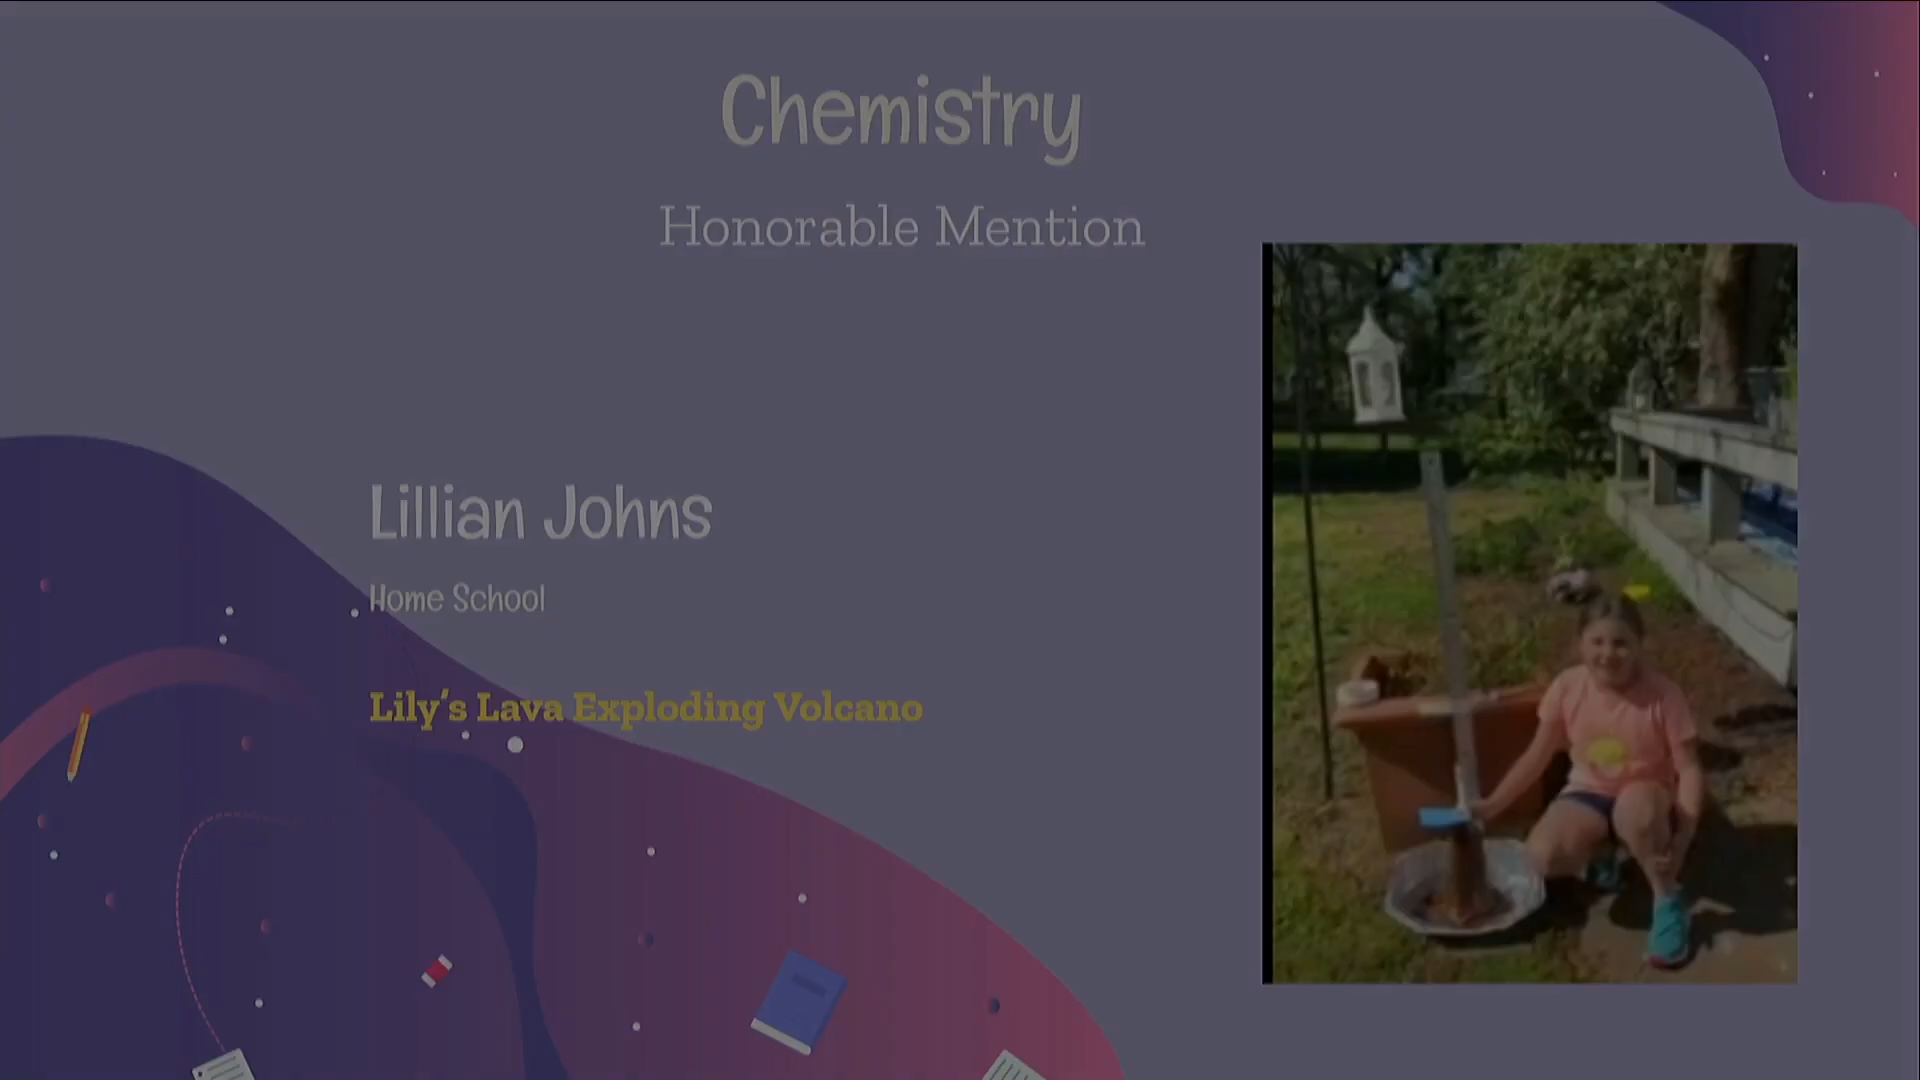 Chemistry
Honorable Mention
Lillian Johns
Home School
Lily's Lava Exploding Volcano